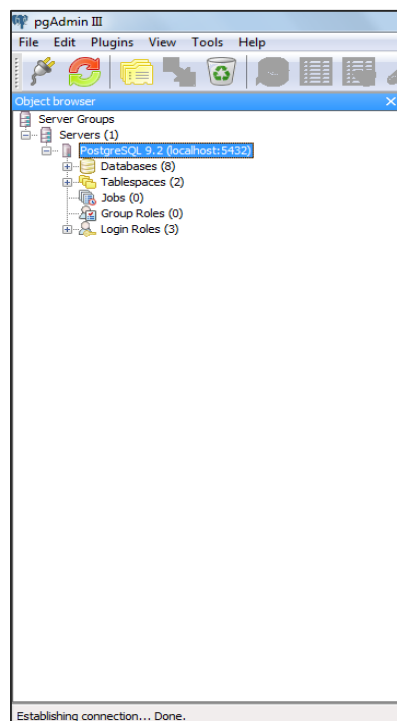 pgAdmin III
File Edit Plugins View Tools Help
Object browser
Server Groups
Servers (1)
PostgreSQL 9.2 (localhost:5432)
Databases (8)
Tablespaces (2)
Jobs (0)
Group Roles (0)
Login Roles (3)
Establishing connection... Done.